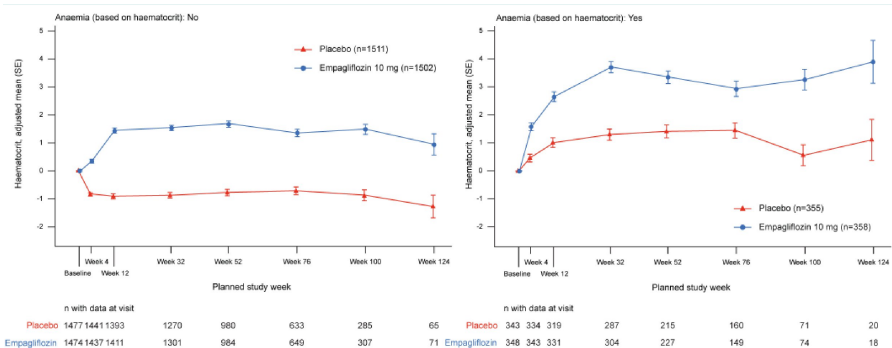 Anaemia (based on haematocrit): No
Haematocrit, adjusted mean (SE)
5
4
3
2
1
0
-1
-2
Placebo (n=1511)
Empagliflozin 10 mg (n=1502)
Baseline
Week 4
Week 12
Week 32
Week 52
Week 76
Week 100
Week 124
Planned study week
n with data at visit
Placebo 1477 1441 1393 1270 980 633 285 65
Empagliflozin 1474 1437 1411 1301 984 649 307 71
Anaemia (based on haematocrit): Yes
Haematocrit, adjusted mean (SE)
5
4
3
2
1
0
-1
-2
Placebo (n=355)
Empagliflozin 10 mg (n=358)
Baseline
Week 4
Week 12
Week 32
Week 52
Week 76
Week 100
Week 124
Planned study week
n with data at visit
Placebo 343 334 319 287 215 160 71 20
Empagliflozin 348 343 331 304 227 149 74 18